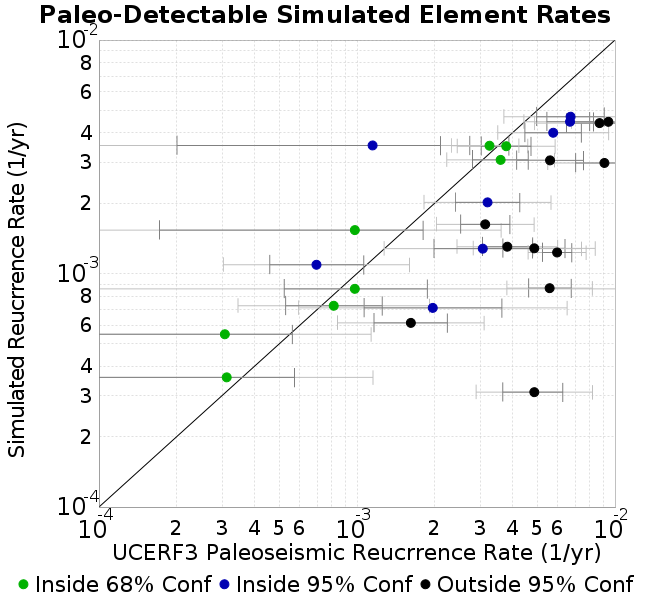 Paleo-Detectable Simulated Element Rates
10-2
8
6
4
3
2
10-3
8
6
4
3
2
10-4
Simulated Reucrrence Rate (1/yr)
10-4 2 3 4 5 6 10-3 2 3 4 5 6 10-2
UCERF3 Paleoseismic Reucrrence Rate (1/yr)
Inside 68% Conf Inside 95% Conf Outside 95% Conf